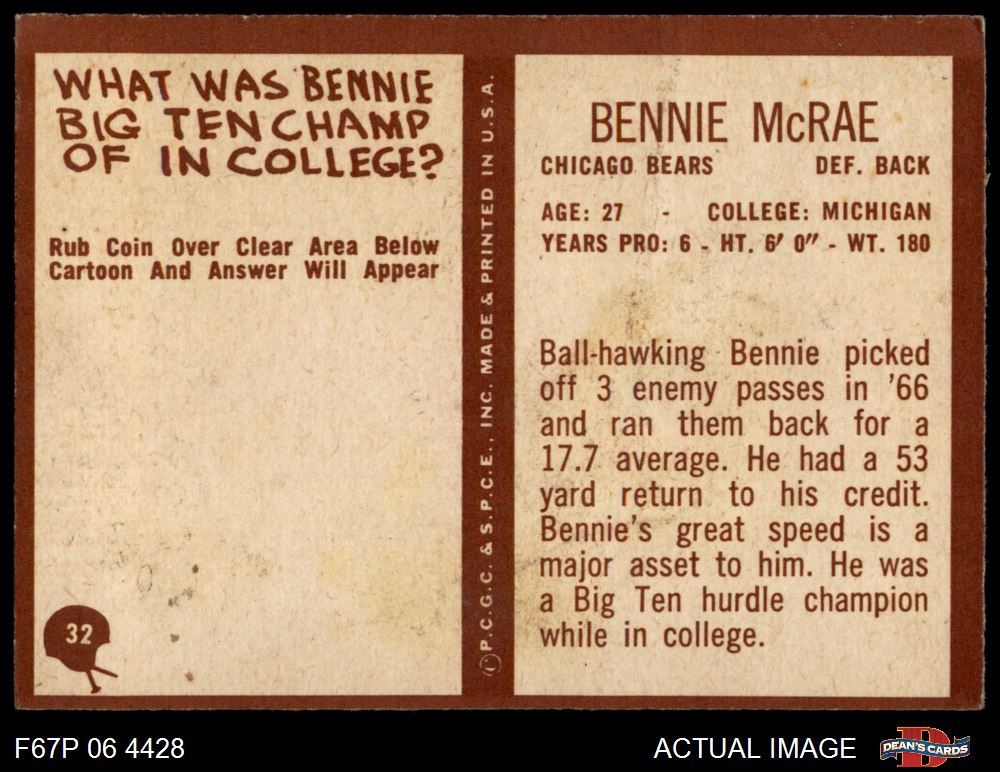 WHAT WAS BENNIE
BIG TEN CHAMP
OF IN COLLEGE?
Rub Coin Over Clear Area Below
Cartoon And Answer Will Appear
32
©P.C.G.C. & S.P.C.E., INC. MADE & PRINTED IN U.S.A.
BENNIE McRAE
CHICAGO BEARS DEF. BACK
AGE: 27 - COLLEGE: MICHIGAN
YEARS PRO: 6 - HT. 6' 0" - WT. 180
Ball-hawking Bennie picked
off 3 enemy passes in '66
and ran them back for a
17.7 average. He had a 53
yard return to his credit.
Bennie's great speed is a
major asset to him. He was
a Big Ten hurdle champion
while in college.
F67P 06 4428
ACTUAL IMAGE
D
DEAN'S CARDS